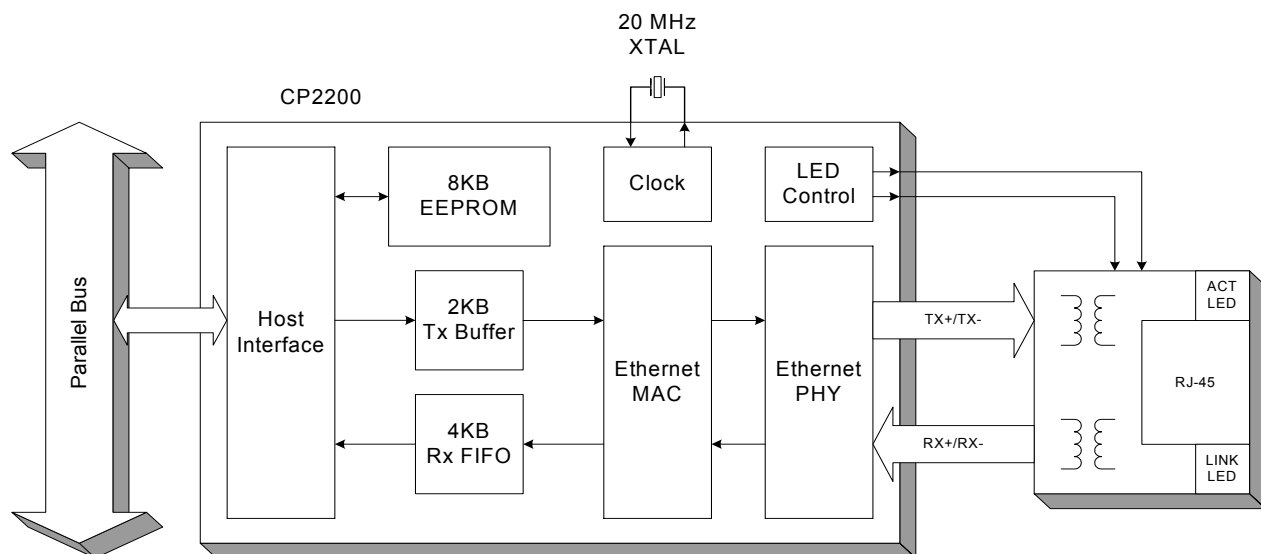 20 MHz
XTAL
CP2200
8KB
EEPROM
Clock
LED
Control
Parallel Bus
Host
Interface
2KB
Tx Buffer
Ethernet
MAC
Ethernet
PHY
TX+/TX-
ACT
LED
RJ-45
4KB
Rx FIFO
RX+/RX-
LINK
LED